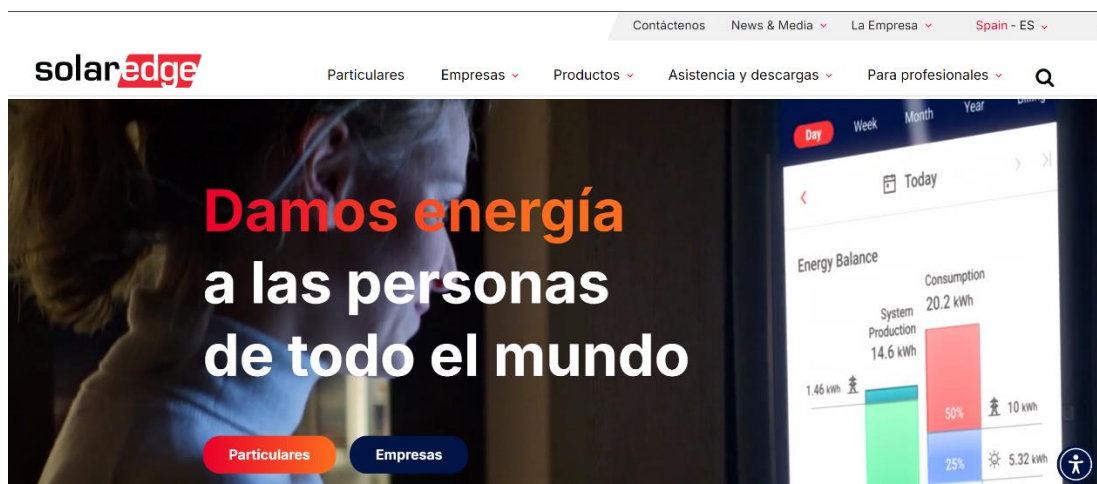 Contáctenos News & Media La Empresa Spain - ES
solaredge
Particulares Empresas Productos Asistencia y descargas Para profesionales
Damos energía
a las personas
de todo el mundo
Particulares Empresas
Day Week Month Year
Today
Energy Balance
Consumption
20.2 kWh
System
Production
14.6 kWh
1.46 kWh
50% 10 kWh
25% 5.32 kWh